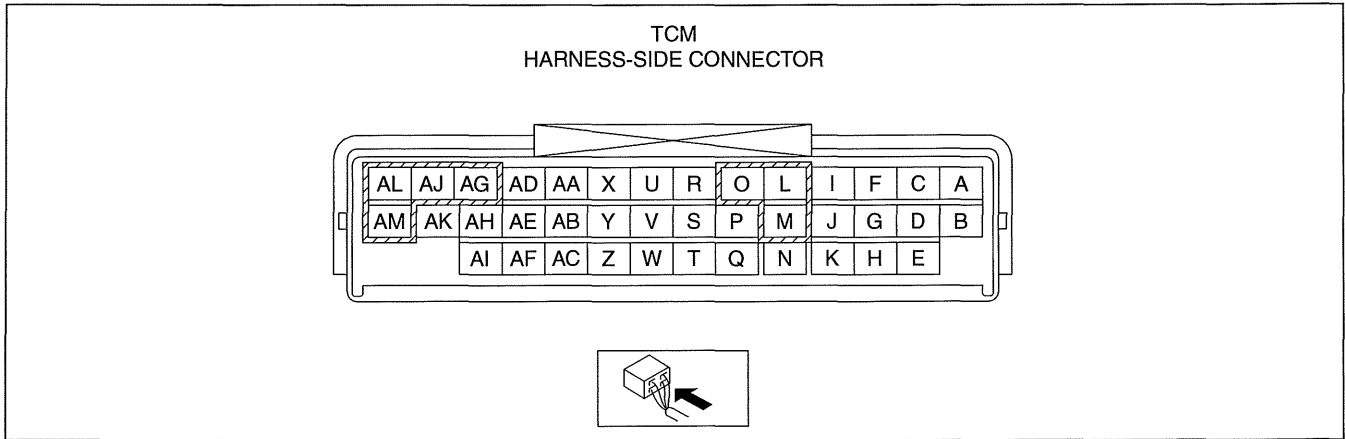 TCM
HARNESS-SIDE CONNECTOR
AL AJ AG AD AA X U R O L I F C A
AM AK AH AE AB Y V S P M J G D B
AI AF AC Z W T Q N K H E